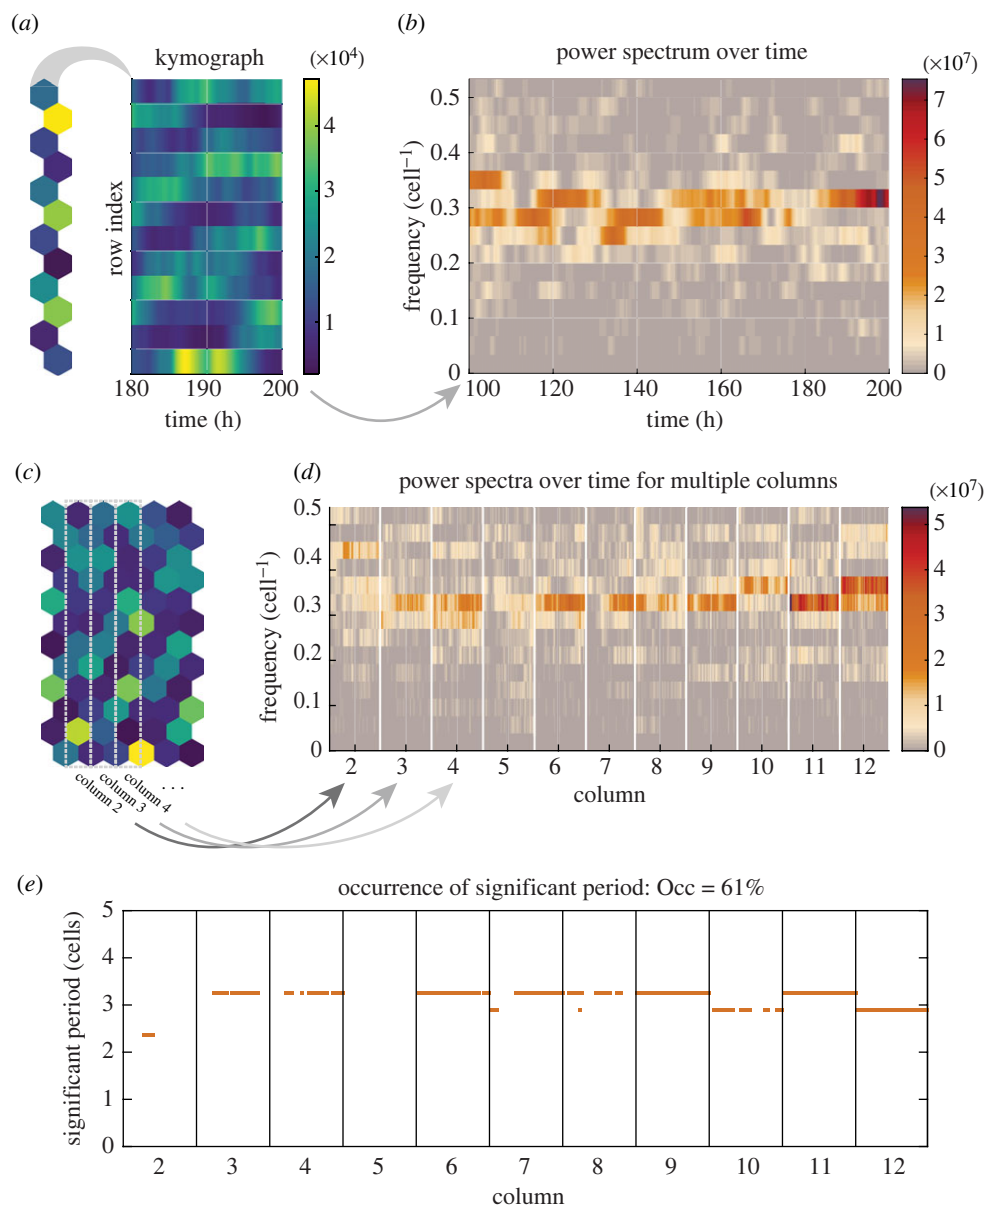 (a)
kymograph
(×10⁴)
4
3
2
1
row index
180 190 200
time (h)
(b)
power spectrum over time
(×10⁷)
0.5
0.4
0.3
0.2
0.1
0
frequency (cell⁻¹)
100 120 140 160 180 200
time (h)
7
6
5
4
3
2
1
0
(c)
column 2
column 3
column 4
. . .
(d)
power spectra over time for multiple columns
(×10⁷)
0.5
0.4
0.3
0.2
0.1
0
frequency (cell⁻¹)
2 3 4 5 6 7 8 9 10 11 12
column
5
4
3
2
1
0
(e)
occurrence of significant period: Occ = 61%
5
4
3
2
1
0
significant period (cells)
2 3 4 5 6 7 8 9 10 11 12
column